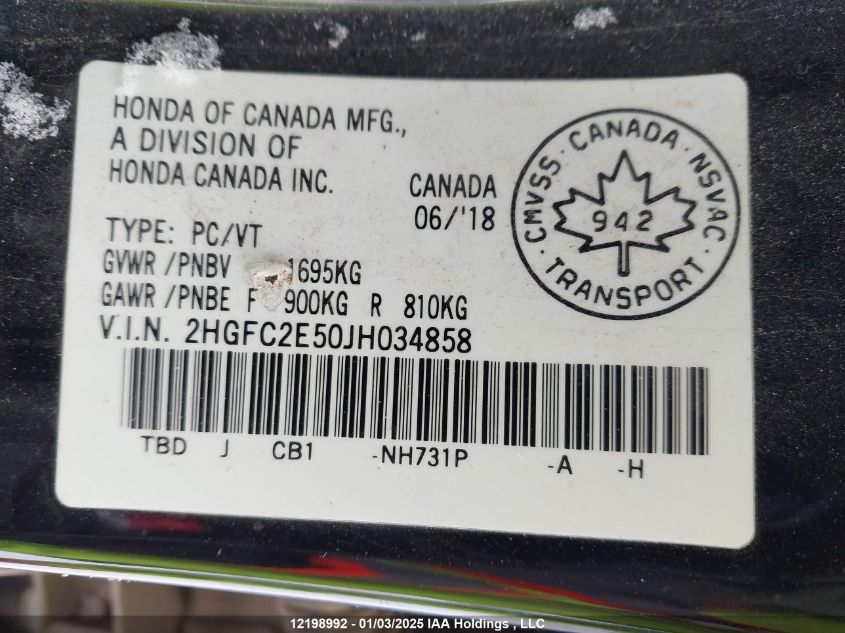 HONDA OF CANADA MFG.,
A DIVISION OF
HONDA CANADA INC.
CANADA
06/'18
TYPE: PC/VT
GVWR /PNBV 1695KG
GAWR /PNBE F 900KG R 810KG
V.I.N. 2HGFC2E50JH034858
TBD J CB1 -NH731P -A -H
CMVSS · CANADA · NSVAC
942
· TRANSPORT ·
12198992 - 01/03/2025 IAA Holdings , LLC